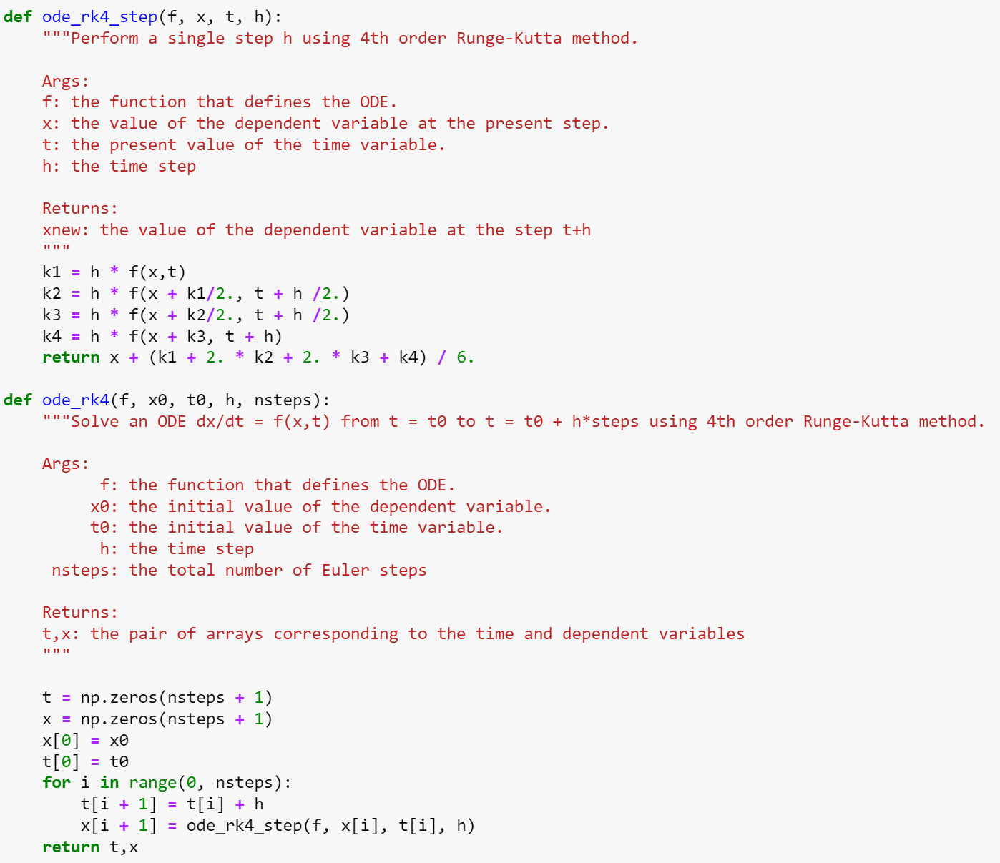 def ode_rk4_step(f, x, t, h):
    """Perform a single step h using 4th order Runge-Kutta method.

    Args:
    f: the function that defines the ODE.
    x: the value of the dependent variable at the present step.
    t: the present value of the time variable.
    h: the time step

    Returns:
    xnew: the value of the dependent variable at the step t+h
    """
    k1 = h * f(x,t)
    k2 = h * f(x + k1/2., t + h /2.)
    k3 = h * f(x + k2/2., t + h /2.)
    k4 = h * f(x + k3, t + h)
    return x + (k1 + 2. * k2 + 2. * k3 + k4) / 6.

def ode_rk4(f, x0, t0, h, nsteps):
    """Solve an ODE dx/dt = f(x,t) from t = t0 to t = t0 + h*steps using 4th order Runge-Kutta method.

    Args:
          f: the function that defines the ODE.
         x0: the initial value of the dependent variable.
         t0: the initial value of the time variable.
          h: the time step
     nsteps: the total number of Euler steps

    Returns:
    t,x: the pair of arrays corresponding to the time and dependent variables
    """

    t = np.zeros(nsteps + 1)
    x = np.zeros(nsteps + 1)
    x[0] = x0
    t[0] = t0
    for i in range(0, nsteps):
        t[i + 1] = t[i] + h
        x[i + 1] = ode_rk4_step(f, x[i], t[i], h)
    return t,x